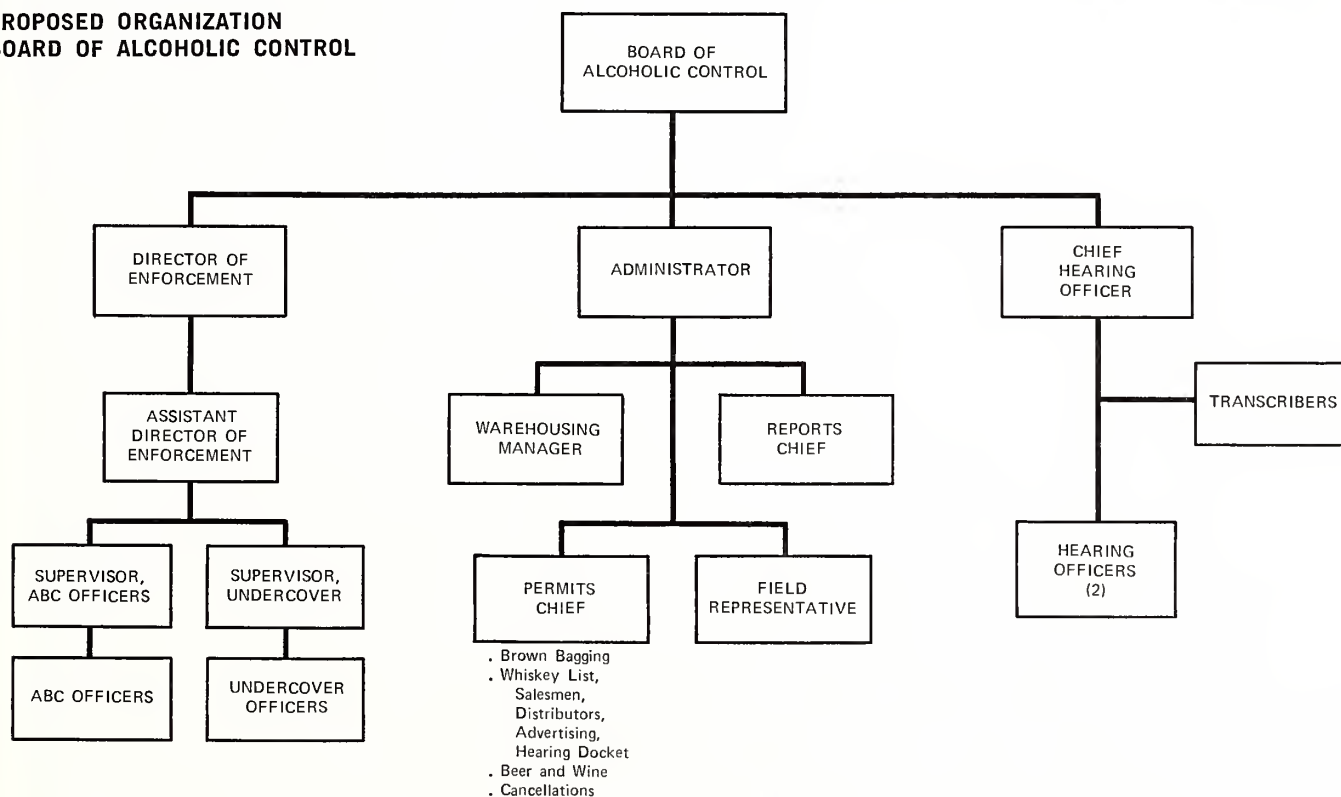 ROPOSED ORGANIZATION
OARD OF ALCOHOLIC CONTROL
BOARD OF
ALCOHOLIC CONTROL
DIRECTOR OF
ENFORCEMENT
ADMINISTRATOR
CHIEF
HEARING
OFFICER
ASSISTANT
DIRECTOR OF
ENFORCEMENT
WAREHOUSING
MANAGER
REPORTS
CHIEF
TRANSCRIBERS
SUPERVISOR,
ABC OFFICERS
SUPERVISOR,
UNDERCOVER
PERMITS
CHIEF
FIELD
REPRESENTATIVE
HEARING
OFFICERS
(2)
ABC OFFICERS
UNDERCOVER
OFFICERS
. Brown Bagging
. Whiskey List,
Salesmen,
Distributors,
Advertising,
Hearing Docket
. Beer and Wine
. Cancellations